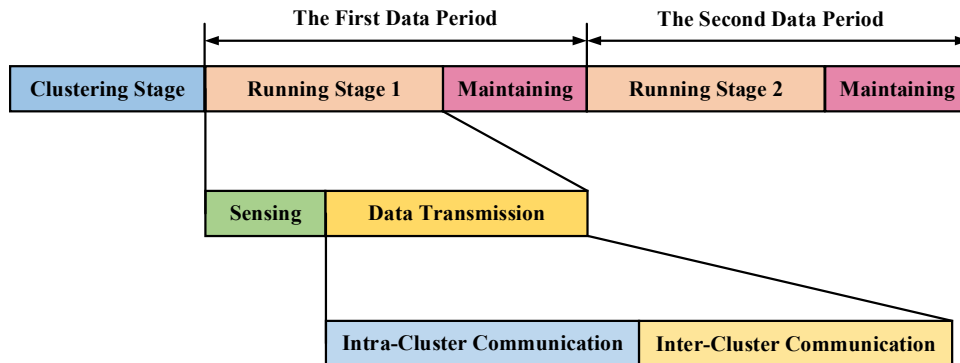 The First Data Period
The Second Data Period
Clustering Stage
Running Stage 1
Maintaining
Running Stage 2
Maintaining
Sensing
Data Transmission
Intra-Cluster Communication
Inter-Cluster Communication